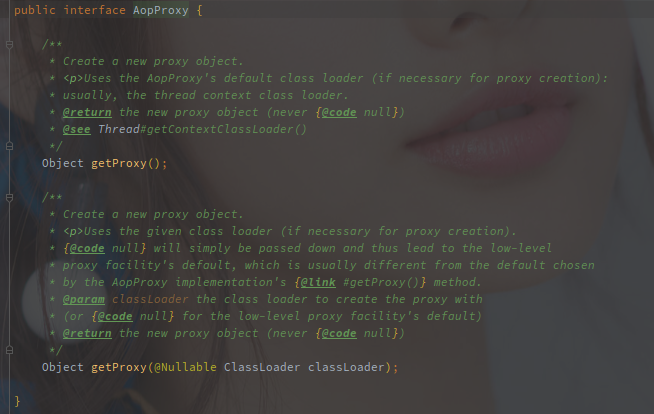 public interface AopProxy {
/**
* Create a new proxy object.
* <p>Uses the AopProxy's default class loader (if necessary for proxy creation):
* usually, the thread context class loader.
* @return the new proxy object (never {@code null})
* @see Thread#getContextClassLoader()
*/
Object getProxy();
/**
* Create a new proxy object.
* <p>Uses the given class loader (if necessary for proxy creation).
* {@code null} will simply be passed down and thus lead to the low-level
* proxy facility's default, which is usually different from the default chosen
* by the AopProxy implementation's {@link #getProxy()} method.
* @param classLoader the class loader to create the proxy with
* (or {@code null} for the low-level proxy facility's default)
* @return the new proxy object (never {@code null})
*/
Object getProxy(@Nullable ClassLoader classLoader);
}